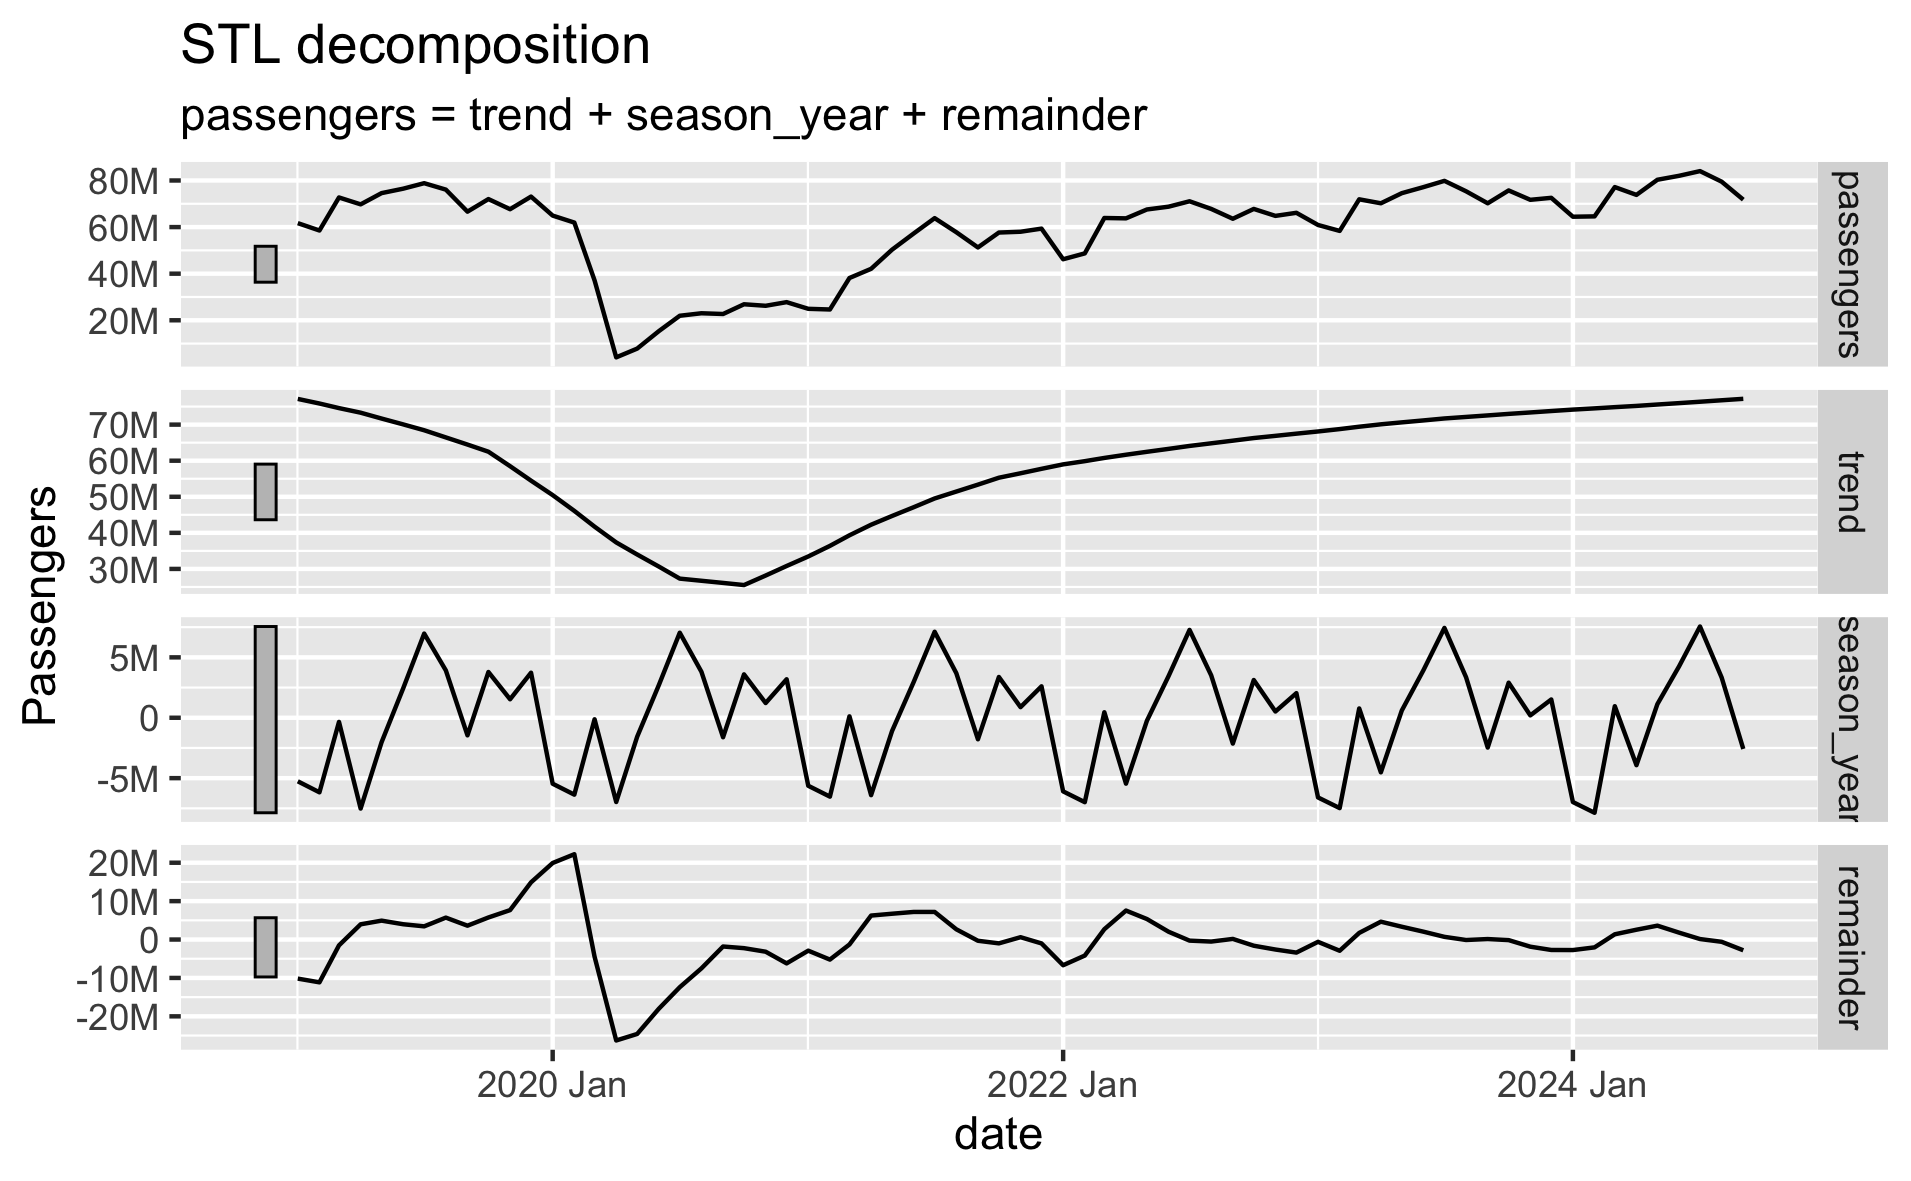 STL decomposition
passengers = trend + season_year + remainder
80M
60M
40M
20M
passengers
70M
60M
50M
40M
30M
trend
5M
0
-5M
season_year
20M
10M
0
-10M
-20M
remainder
Passengers
2020 Jan
2022 Jan
2024 Jan
date